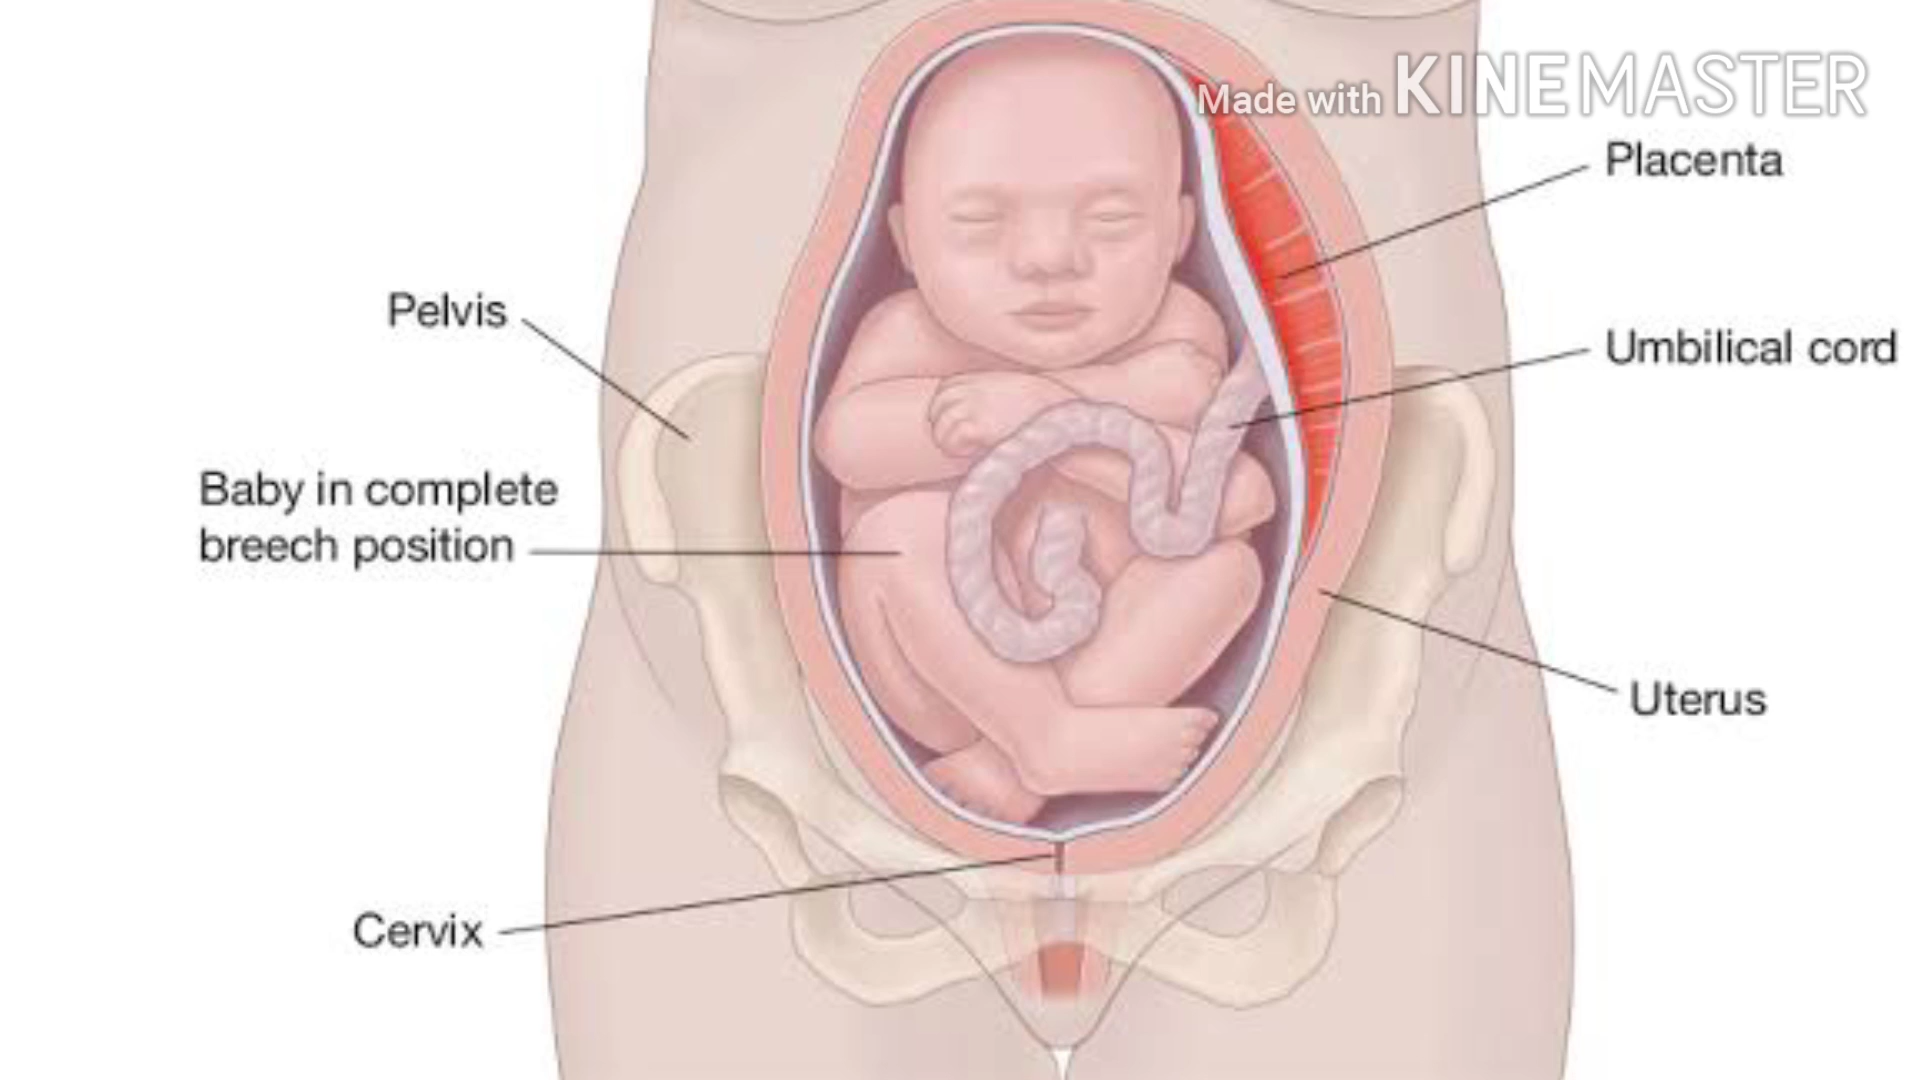 Made with KINEMASTER
Placenta
Pelvis
Umbilical cord
Baby in complete
breech position
Uterus
Cervix